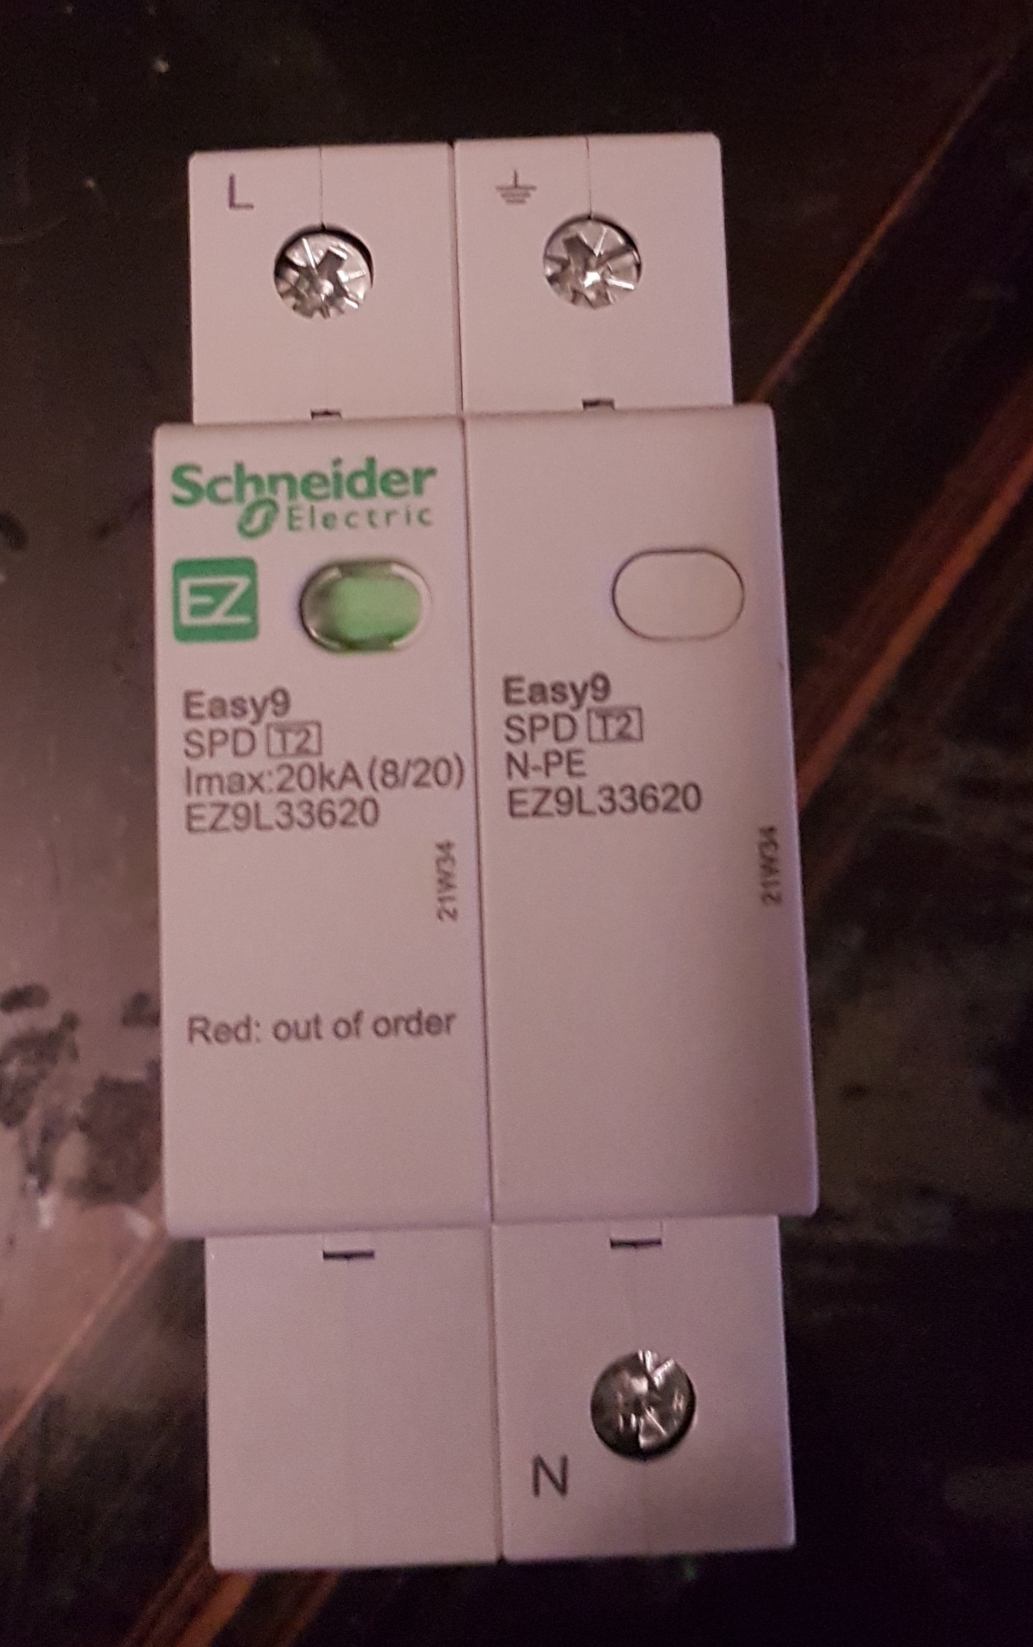 L
Schneider
Electric
EZ
Easy9
SPD T2
Imax:20kA(8/20)
EZ9L33620
21W34
Red: out of order
Easy9
SPD T2
N-PE
EZ9L33620
21W34
N